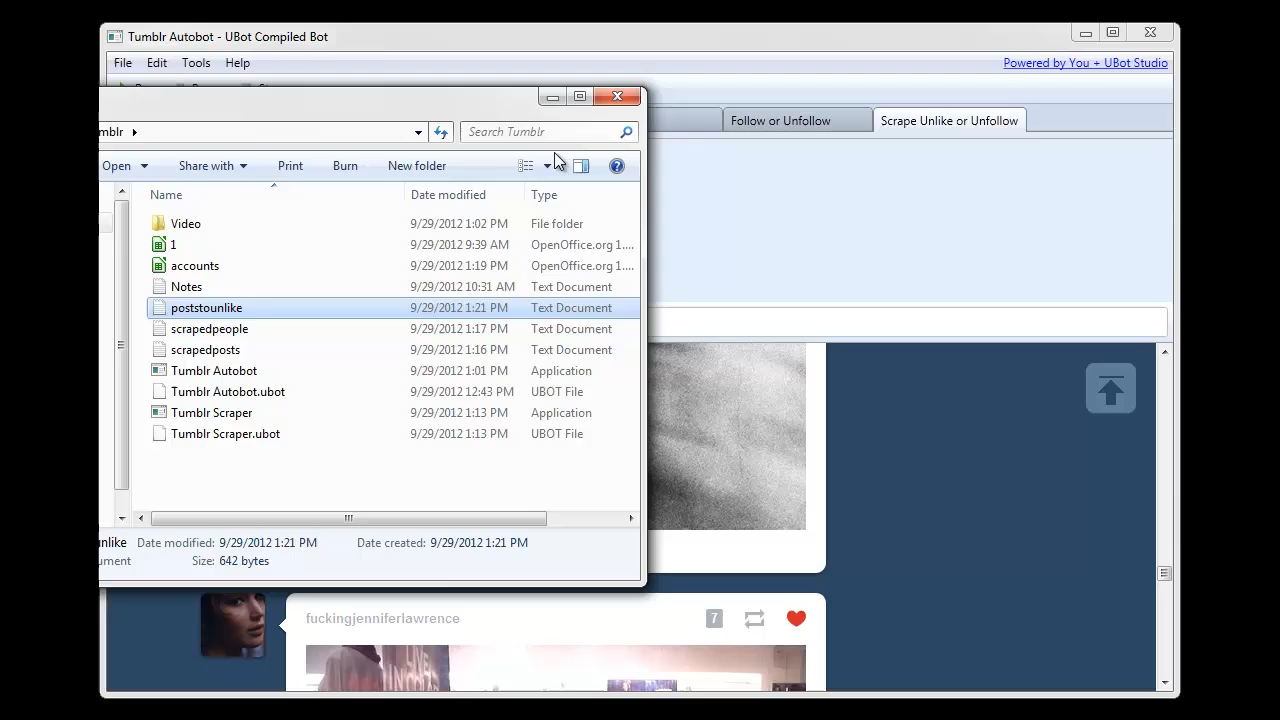 Tumblr Autobot - UBot Compiled Bot
File Edit Tools Help
Powered by You + UBot Studio
Follow or Unfollow
Scrape Unlike or Unfollow
mblr
Search Tumblr
Open Share with Print Burn New folder
Name Date modified Type
Video 9/29/2012 1:02 PM File folder
1 9/29/2012 9:39 AM OpenOffice.org 1....
accounts 9/29/2012 1:19 PM OpenOffice.org 1....
Notes 9/29/2012 10:31 AM Text Document
poststounlike 9/29/2012 1:21 PM Text Document
scrapedpeople 9/29/2012 1:17 PM Text Document
scrapedposts 9/29/2012 1:16 PM Text Document
Tumblr Autobot 9/29/2012 1:01 PM Application
Tumblr Autobot.ubot 9/29/2012 12:43 PM UBOT File
Tumblr Scraper 9/29/2012 1:13 PM Application
Tumblr Scraper.ubot 9/29/2012 1:13 PM UBOT File
unlike Date modified: 9/29/2012 1:21 PM Date created: 9/29/2012 1:21 PM
ument Size: 642 bytes
fuckingjenniferlawrence 7